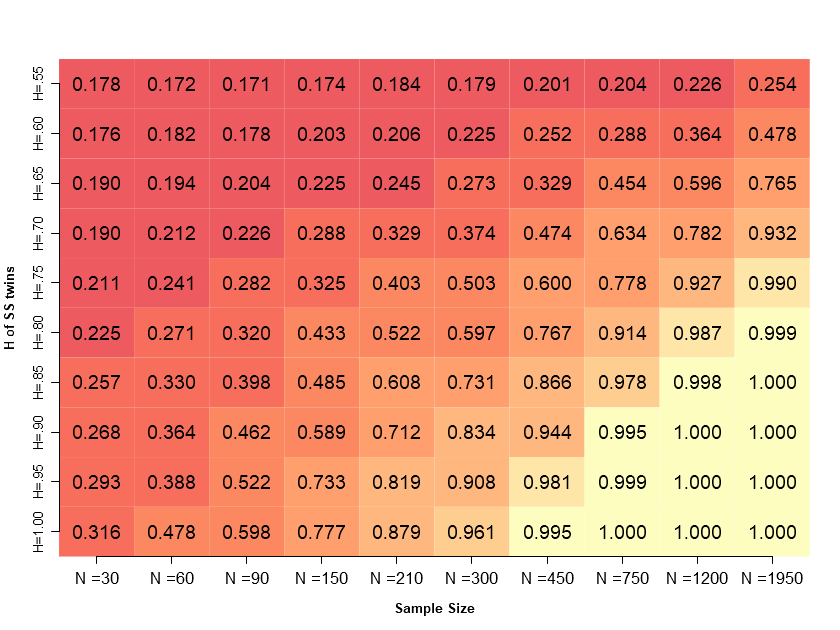 H=.55 0.178 0.172 0.171 0.174 0.184 0.179 0.201 0.204 0.226 0.254
H=.60 0.176 0.182 0.178 0.203 0.206 0.225 0.252 0.288 0.364 0.478
H=.65 0.190 0.194 0.204 0.225 0.245 0.273 0.329 0.454 0.596 0.765
H=.70 0.190 0.212 0.226 0.288 0.329 0.374 0.474 0.634 0.782 0.932
H=.75 0.211 0.241 0.282 0.325 0.403 0.503 0.600 0.778 0.927 0.990
H=.80 0.225 0.271 0.320 0.433 0.522 0.597 0.767 0.914 0.987 0.999
H=.85 0.257 0.330 0.398 0.485 0.608 0.731 0.866 0.978 0.998 1.000
H=.90 0.268 0.364 0.462 0.589 0.712 0.834 0.944 0.995 1.000 1.000
H=.95 0.293 0.388 0.522 0.733 0.819 0.908 0.981 0.999 1.000 1.000
H=1.00 0.316 0.478 0.598 0.777 0.879 0.961 0.995 1.000 1.000 1.000
H of SS twins
N =30 N =60 N =90 N =150 N =210 N =300 N =450 N =750 N =1200 N =1950
Sample Size